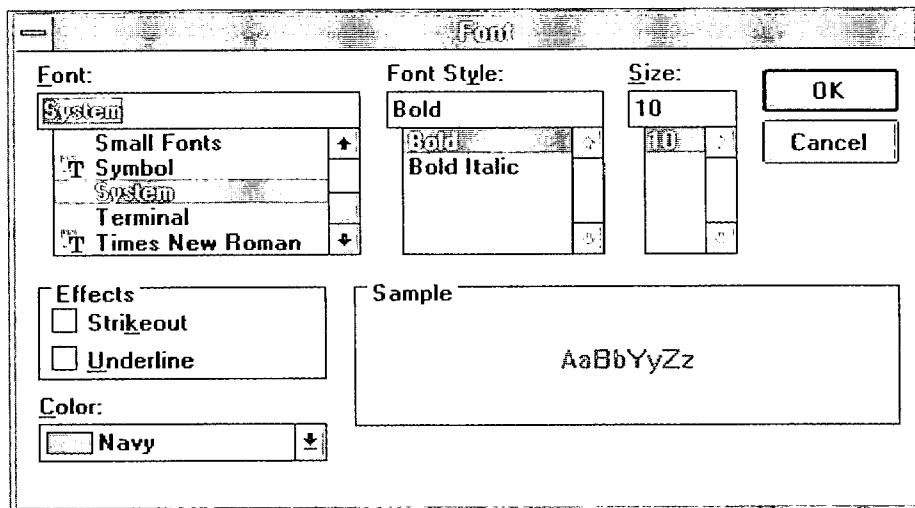 Font
Font:
Font Style:
Size:
System
Bold
10
OK
Cancel
Small Fonts
Symbol
System
Terminal
Times New Roman
Bold
Bold Italic
10
Effects
Strikeout
Underline
Sample
AaBbYyZz
Color:
Navy